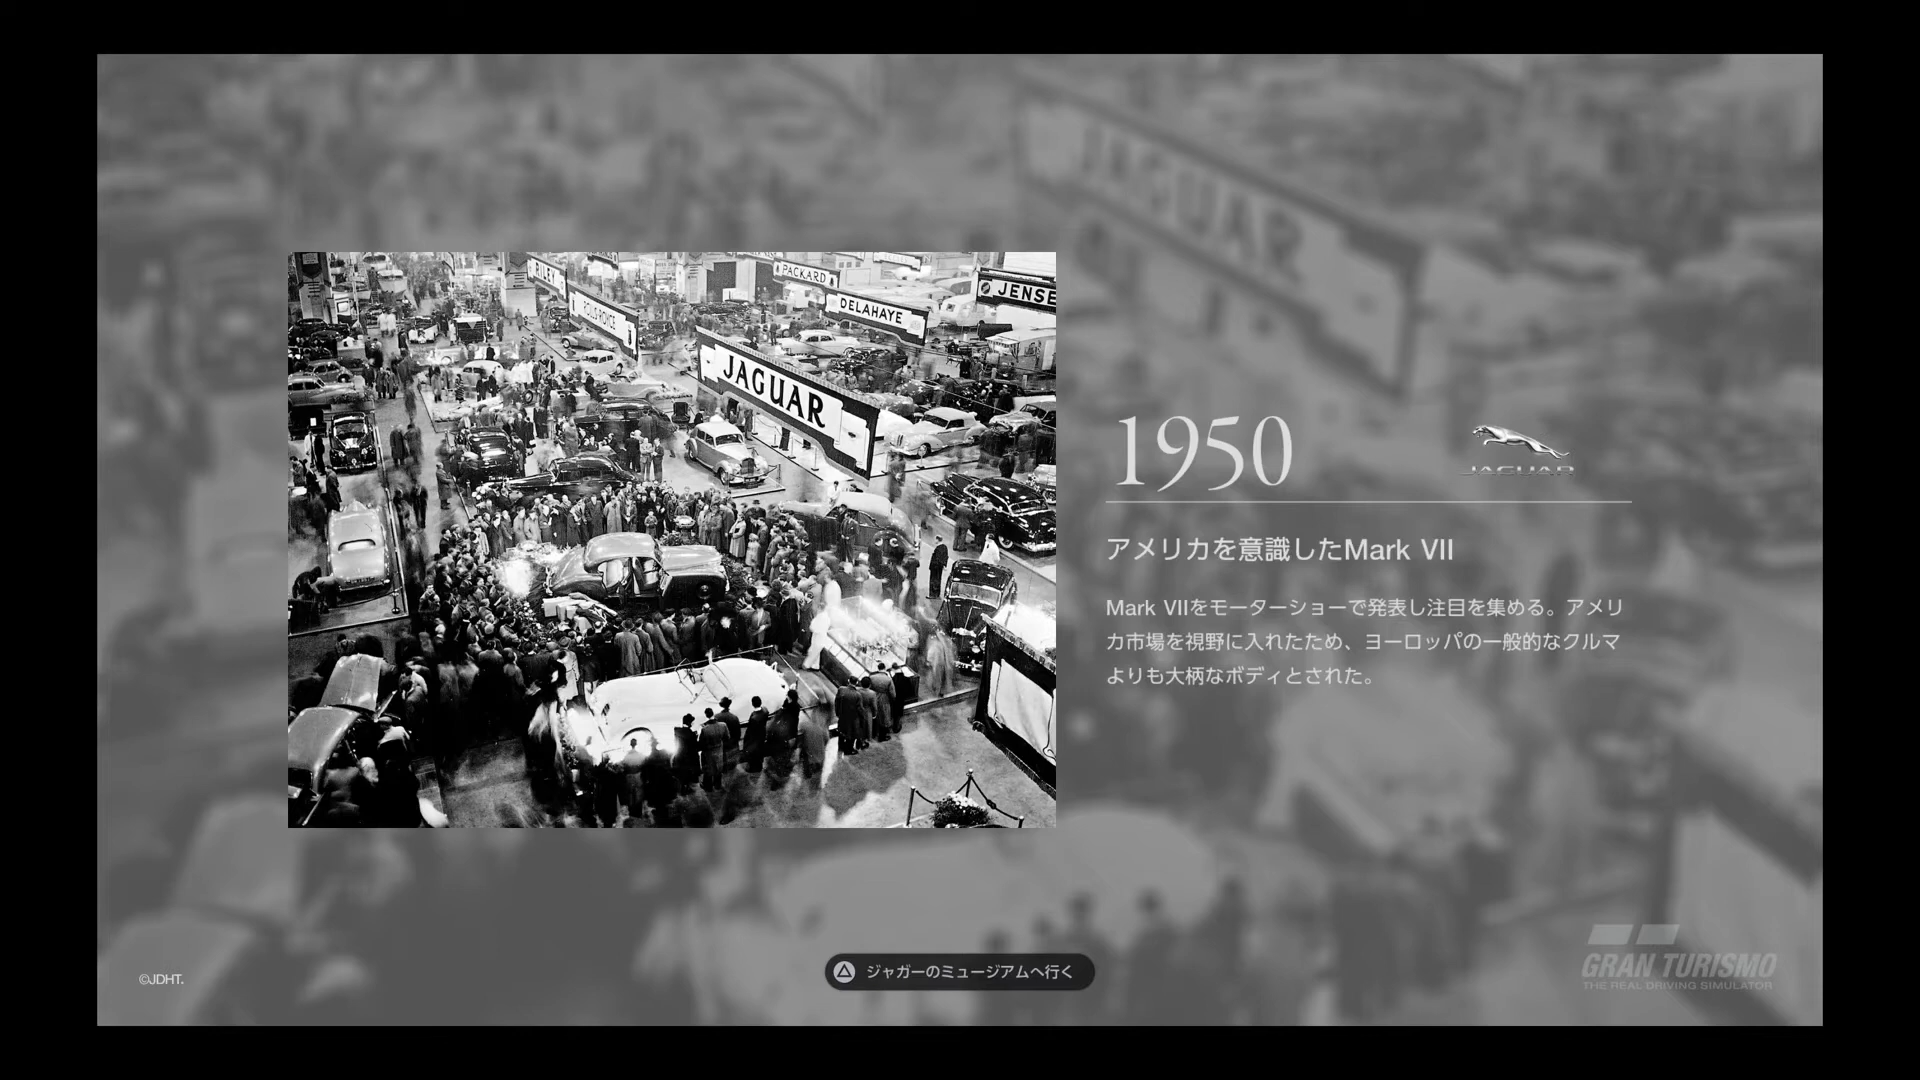 RILEY
ROLLS-ROYCE
PACKARD
DELAHAYE
JENSE
JAGUAR
1950
JAGUAR
アメリカを意識したMark VII
Mark VIIをモーターショーで発表し注目を集める。アメリ
カ市場を視野に入れたため、ヨーロッパの一般的なクルマ
よりも大柄なボディとされた。
©JDHT.
ジャガーのミュージアムへ行く
GRAN TURISMO
THE REAL DRIVING SIMULATOR